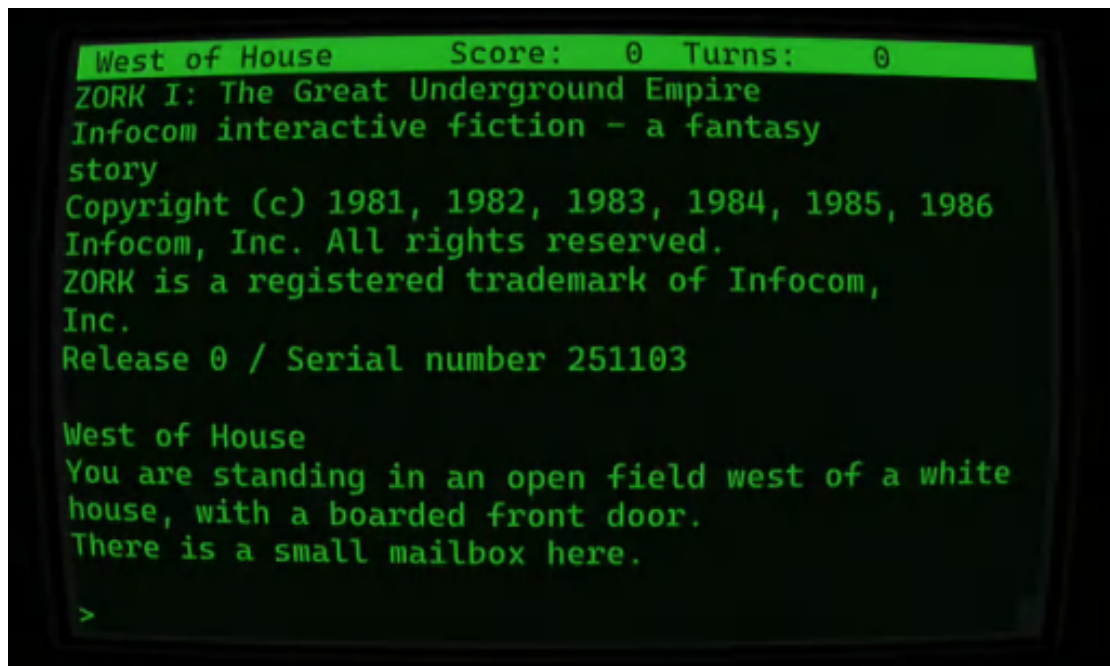 West of House Score: 0 Turns: 0
ZORK I: The Great Underground Empire
Infocom interactive fiction – a fantasy
story
Copyright (c) 1981, 1982, 1983, 1984, 1985, 1986
Infocom, Inc. All rights reserved.
ZORK is a registered trademark of Infocom,
Inc.
Release 0 / Serial number 251103
West of House
You are standing in an open field west of a white
house, with a boarded front door.
There is a small mailbox here.
>